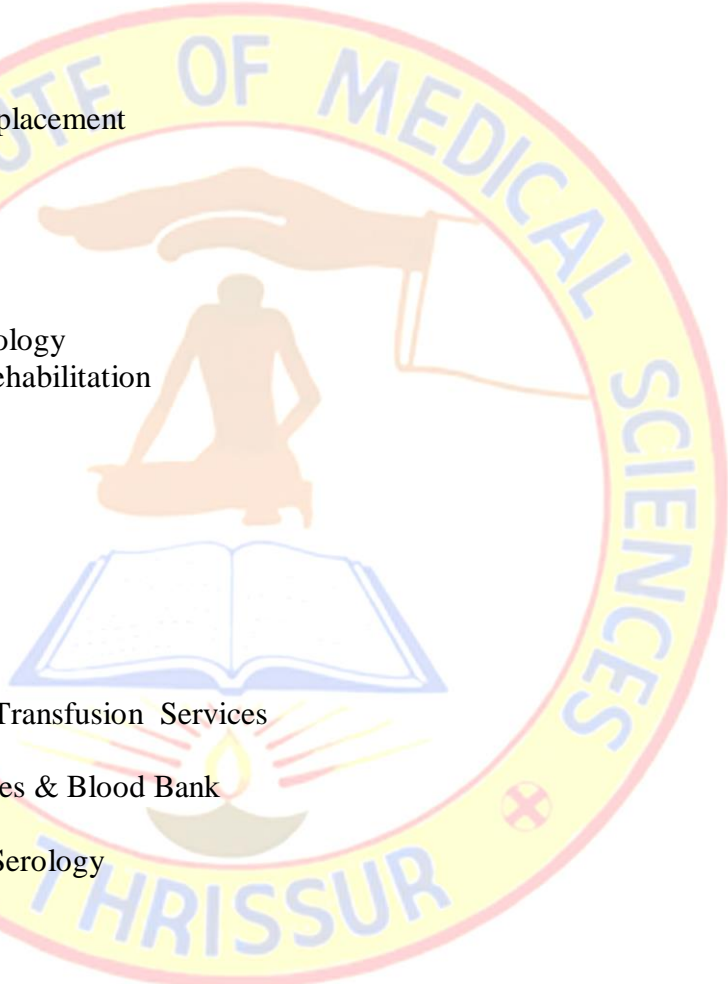 OF MEDICAL SCIENCES
placement
ology
ehabilitation
Transfusion Services
es & Blood Bank
Serology
THRISSUR